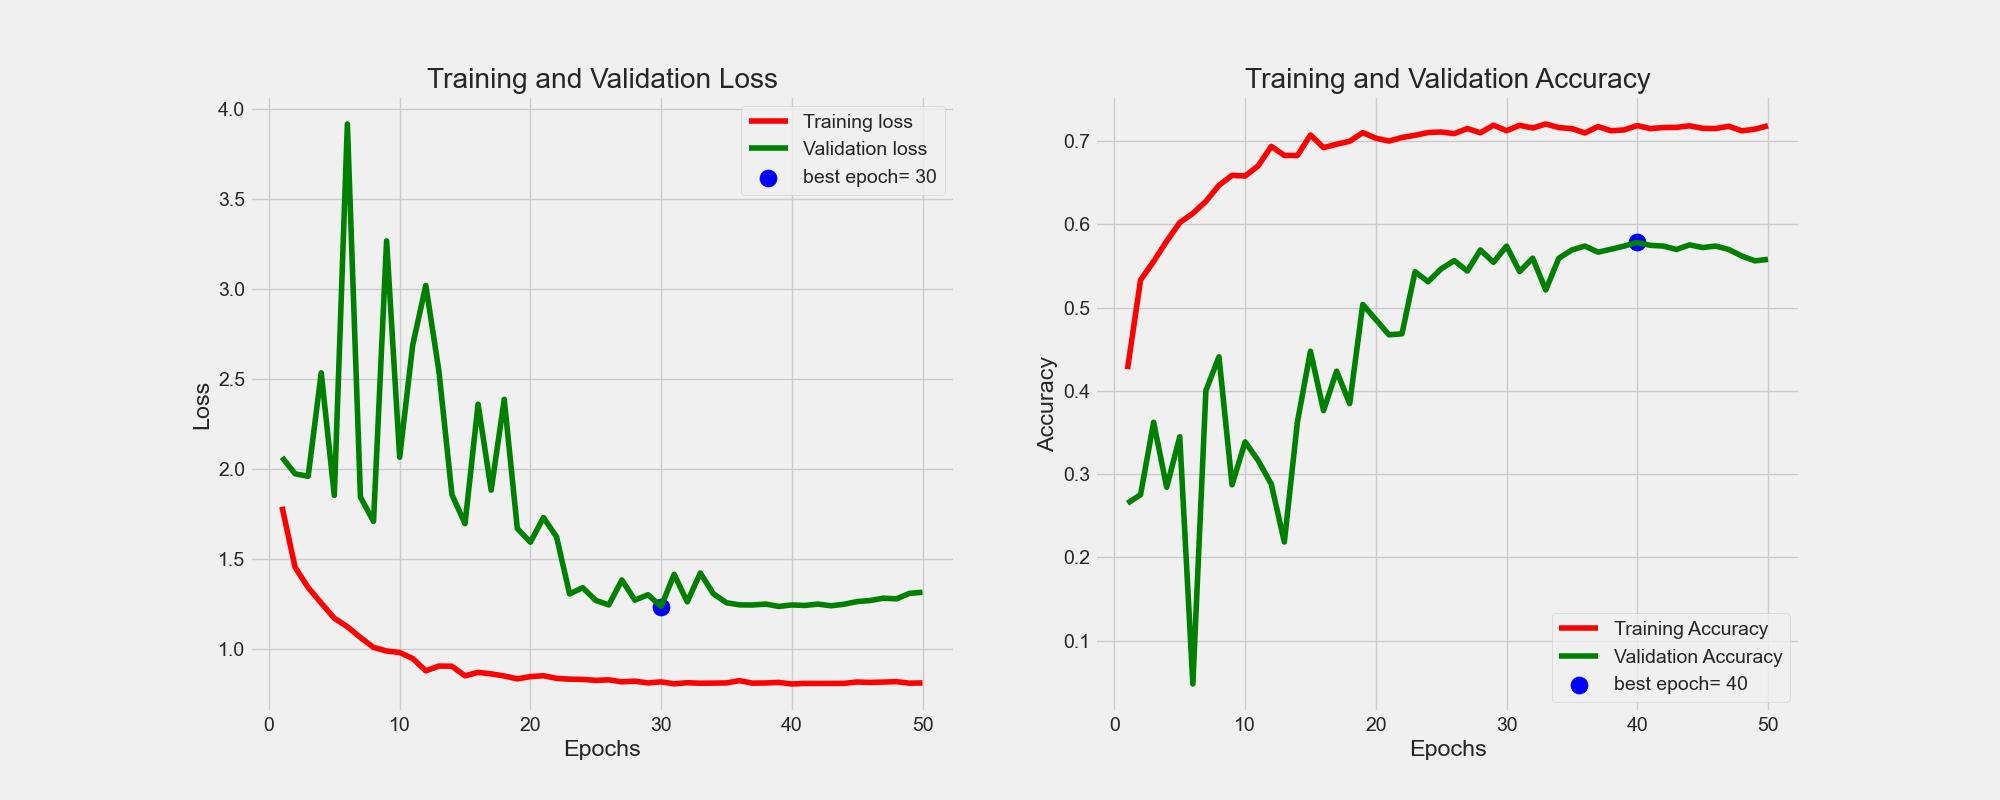 Training and Validation Loss
4.0
3.5
3.0
2.5
2.0
1.5
1.0
Loss
Training loss
Validation loss
best epoch= 30
0 10 20 30 40 50
Epochs
Training and Validation Accuracy
0.7
0.6
0.5
0.4
0.3
0.2
0.1
Accuracy
Training Accuracy
Validation Accuracy
best epoch= 40
0 10 20 30 40 50
Epochs